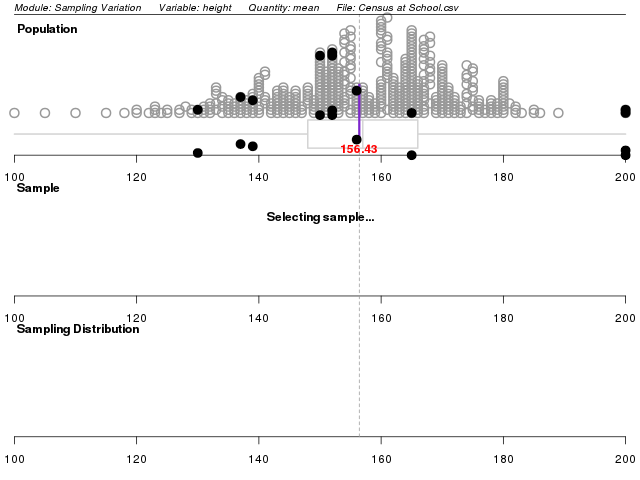 Module: Sampling Variation Variable: height Quantity: mean File: Census at School.csv
Population
156.43
100 120 140 160 180 200
Sample
Selecting sample...
100 120 140 160 180 200
Sampling Distribution
100 120 140 160 180 200